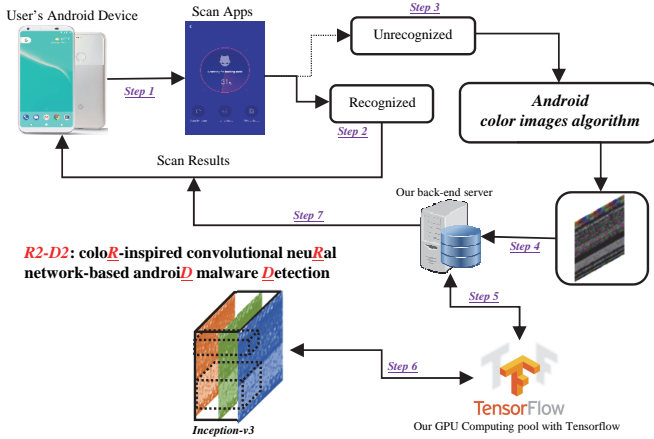 User's Android Device
Scan Apps
Step 3
Unrecognized
Step 1
Recognized
Step 2
Android
color images algorithm
Scan Results
Our back-end server
Step 7
Step 4
R2-D2: coloR-inspired convolutional neuRal
network-based androiD malware Detection
Step 5
Step 6
TensorFlow
Inception-v3
Our GPU Computing pool with Tensorflow